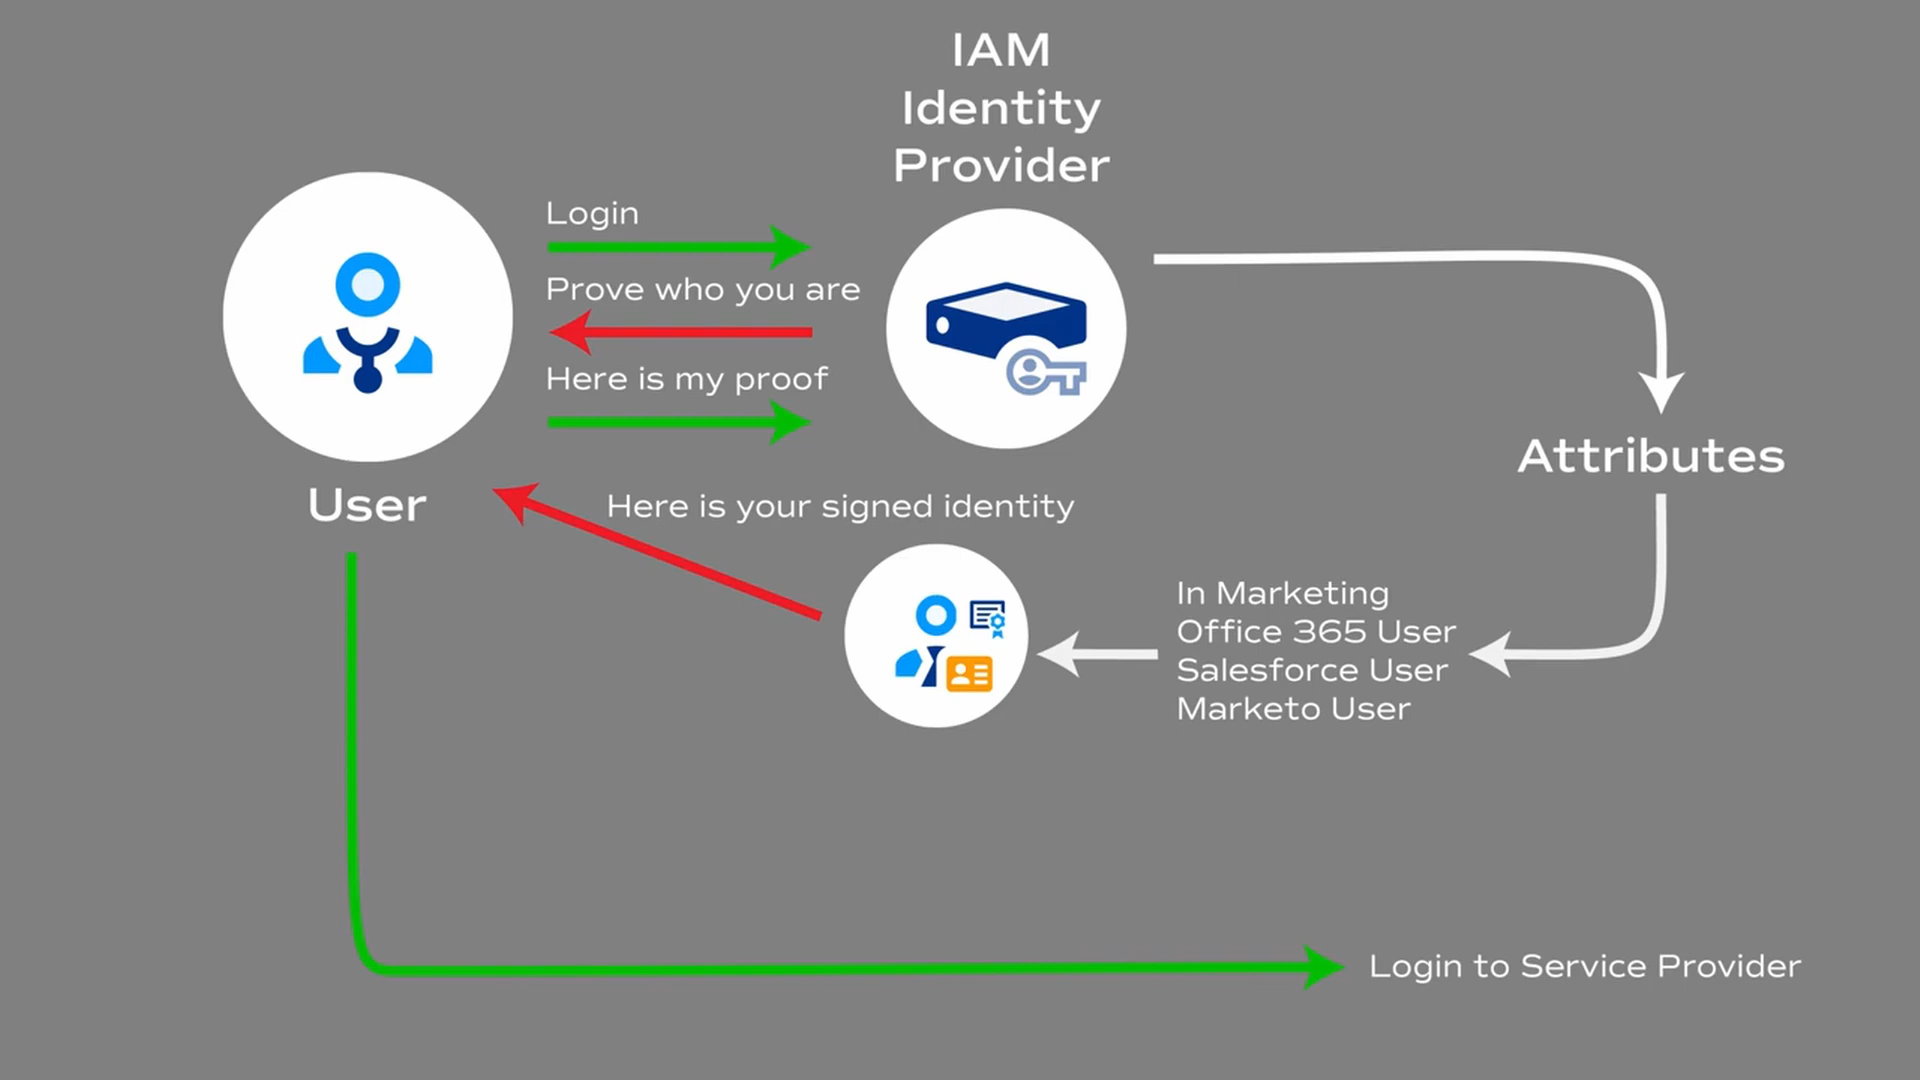 IAM
Identity
Provider
Login
Prove who you are
Here is my proof
User
Here is your signed identity
Attributes
In Marketing
Office 365 User
Salesforce User
Marketo User
Login to Service Provider